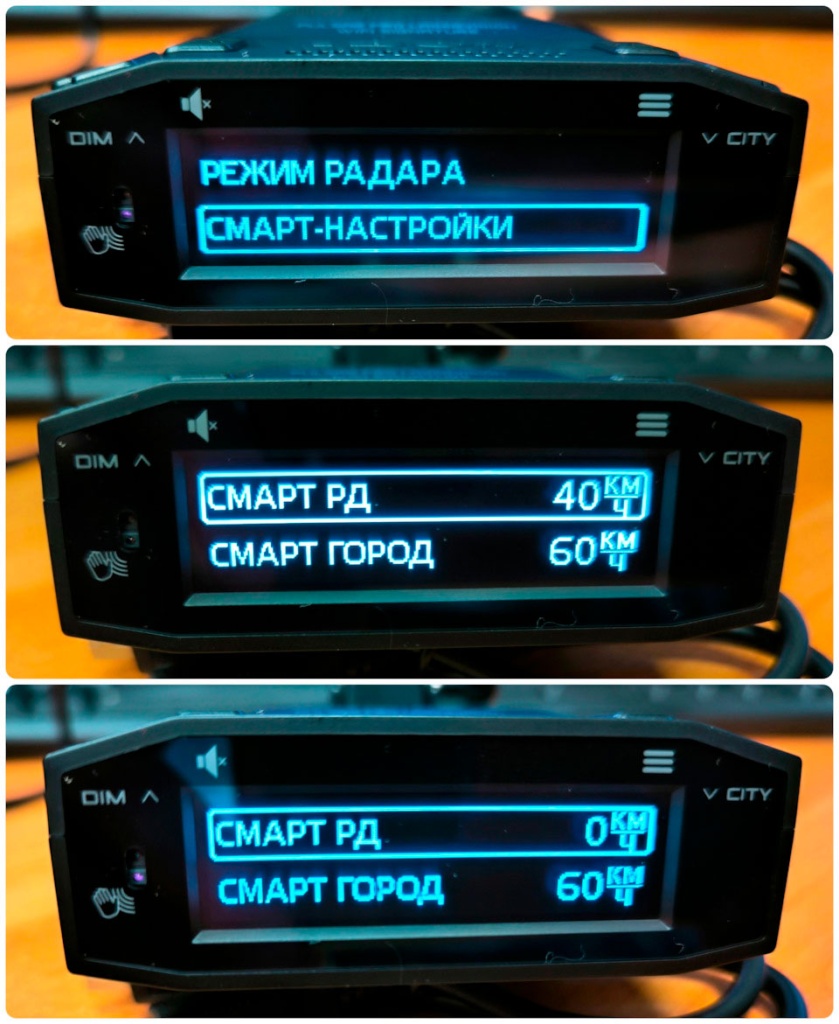 DIM
CITY
РЕЖИМ РАДАРА
СМАРТ-НАСТРОЙКИ
DIM
CITY
СМАРТ РД 40 КМ/Ч
СМАРТ ГОРОД 60 КМ/Ч
DIM
CITY
СМАРТ РД 0 КМ/Ч
СМАРТ ГОРОД 60 КМ/Ч